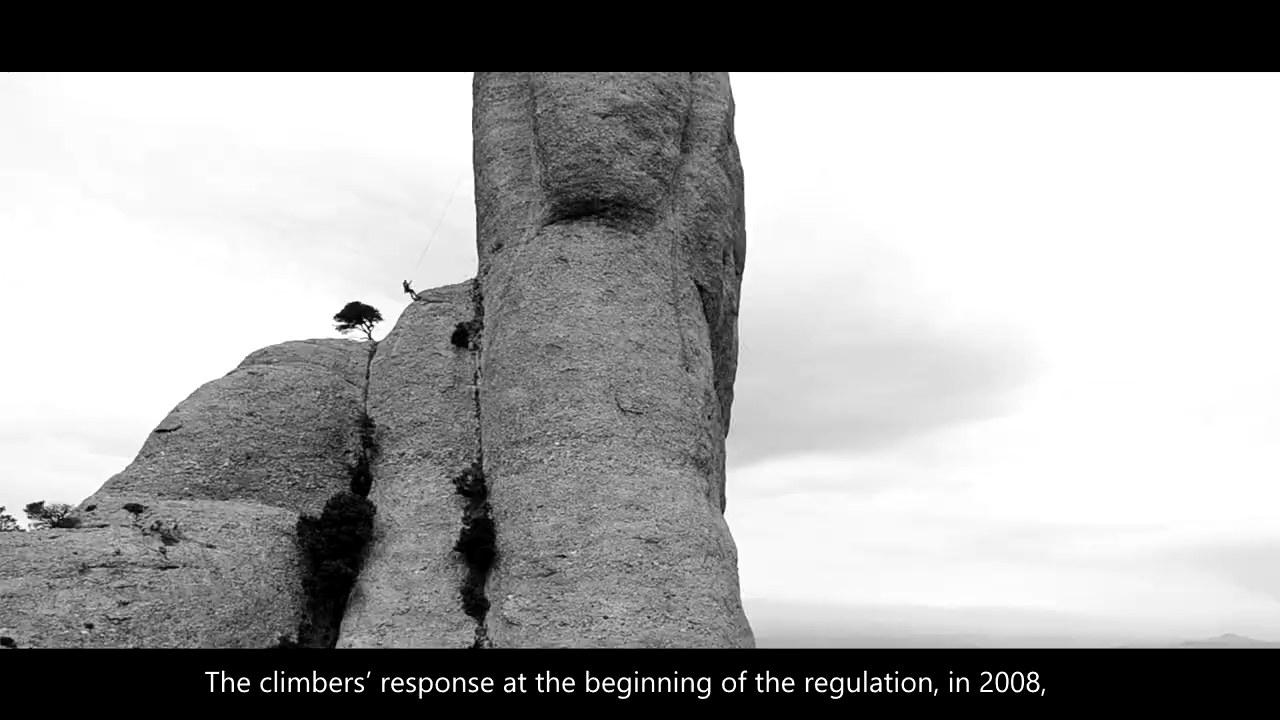 The climbers’ response at the beginning of the regulation, in 2008,